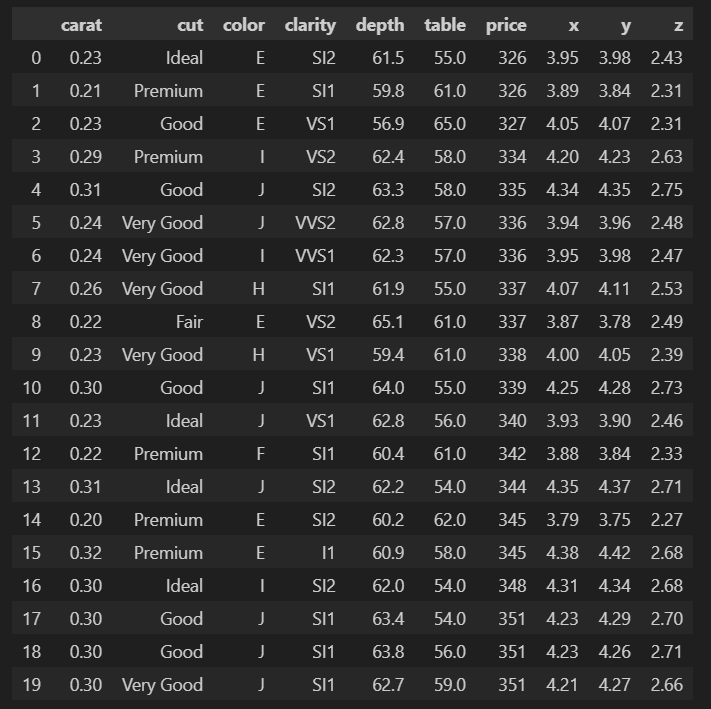 carat cut color clarity depth table price x y z
0 0.23 Ideal E SI2 61.5 55.0 326 3.95 3.98 2.43
1 0.21 Premium E SI1 59.8 61.0 326 3.89 3.84 2.31
2 0.23 Good E VS1 56.9 65.0 327 4.05 4.07 2.31
3 0.29 Premium I VS2 62.4 58.0 334 4.20 4.23 2.63
4 0.31 Good J SI2 63.3 58.0 335 4.34 4.35 2.75
5 0.24 Very Good J VVS2 62.8 57.0 336 3.94 3.96 2.48
6 0.24 Very Good I VVS1 62.3 57.0 336 3.95 3.98 2.47
7 0.26 Very Good H SI1 61.9 55.0 337 4.07 4.11 2.53
8 0.22 Fair E VS2 65.1 61.0 337 3.87 3.78 2.49
9 0.23 Very Good H VS1 59.4 61.0 338 4.00 4.05 2.39
10 0.30 Good J SI1 64.0 55.0 339 4.25 4.28 2.73
11 0.23 Ideal J VS1 62.8 56.0 340 3.93 3.90 2.46
12 0.22 Premium F SI1 60.4 61.0 342 3.88 3.84 2.33
13 0.31 Ideal J SI2 62.2 54.0 344 4.35 4.37 2.71
14 0.20 Premium E SI2 60.2 62.0 345 3.79 3.75 2.27
15 0.32 Premium E I1 60.9 58.0 345 4.38 4.42 2.68
16 0.30 Ideal I SI2 62.0 54.0 348 4.31 4.34 2.68
17 0.30 Good J SI1 63.4 54.0 351 4.23 4.29 2.70
18 0.30 Good J SI1 63.8 56.0 351 4.23 4.26 2.71
19 0.30 Very Good J SI1 62.7 59.0 351 4.21 4.27 2.66